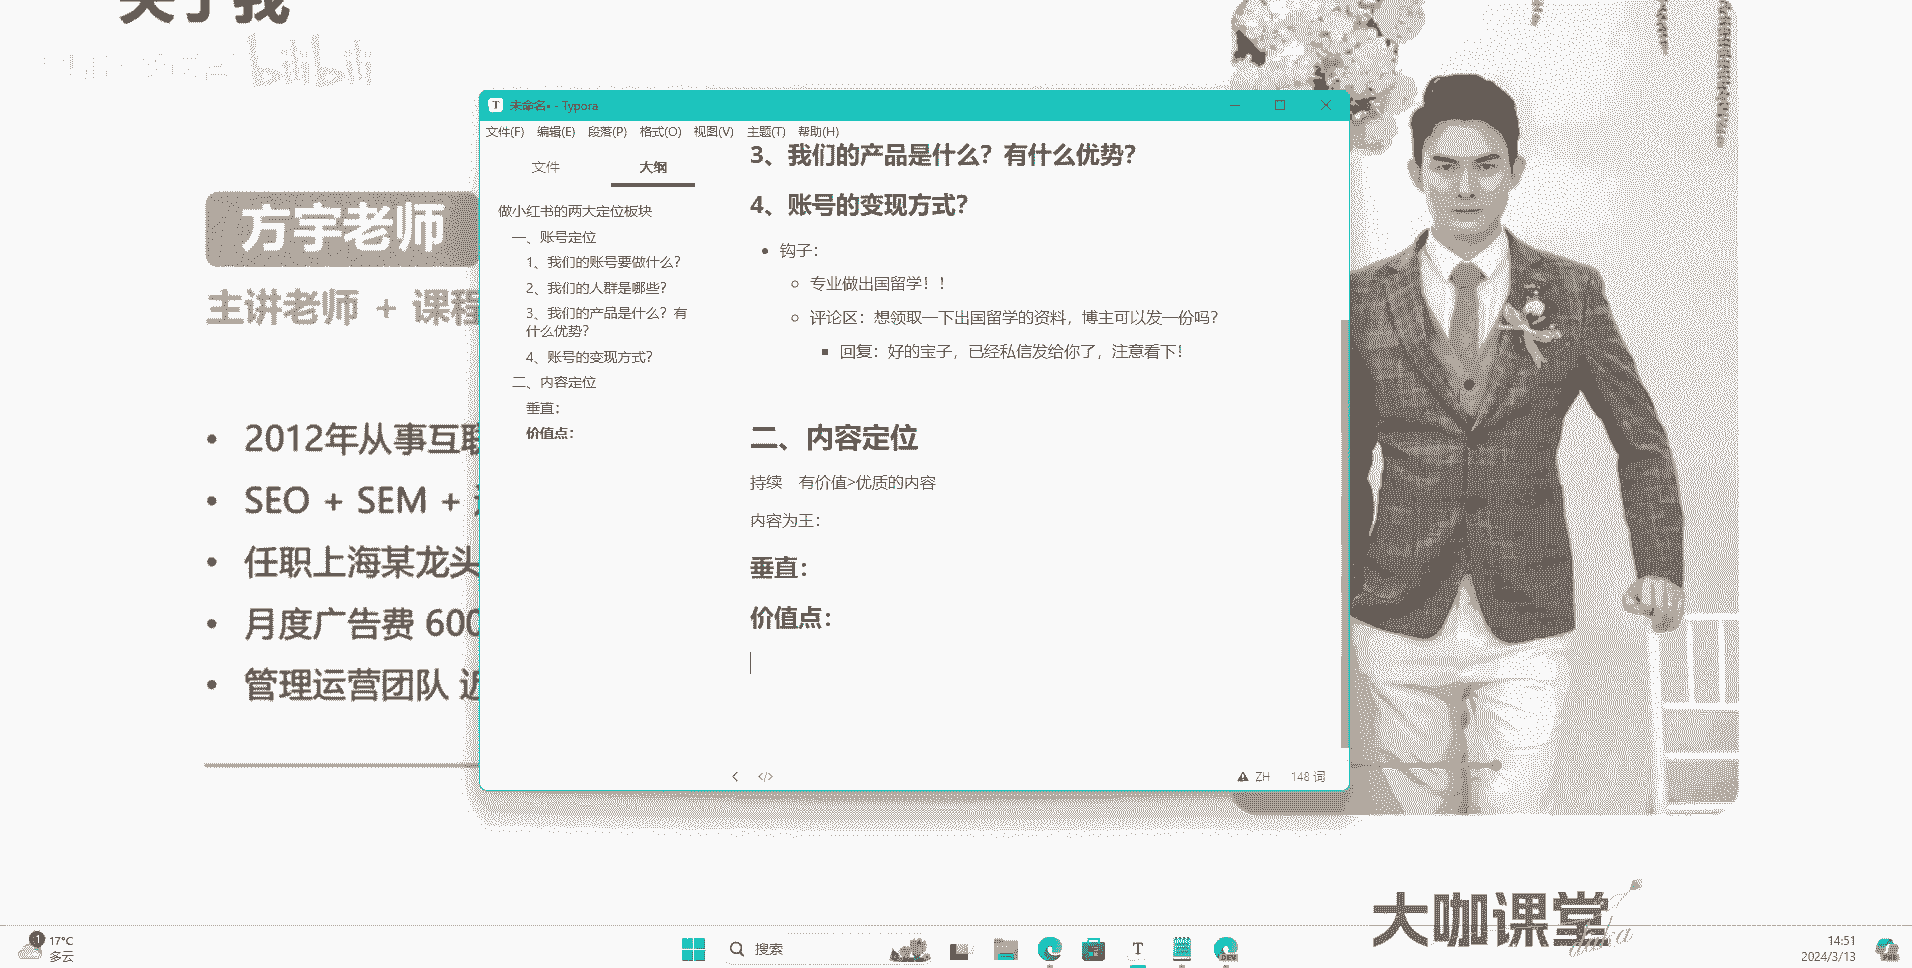 关于我
bilibili
未命名• - Typora
文件(F) 编辑(E) 段落(P) 格式(O) 视图(V) 主题(T) 帮助(H)
文件 大纲
做小红书的两大定位板块
一、账号定位
1、我们的账号要做什么？
2、我们的人群是哪些？
3、我们的产品是什么？有
什么优势？
4、账号的变现方式？
二、内容定位
垂直：
价值点：
3、我们的产品是什么？有什么优势？
4、账号的变现方式？
钩子：
专业做出国留学！！
评论区：想领取一下出国留学的资料，博主可以发一份吗？
回复：好的宝子，已经私信发给你了，注意看下！
二、内容定位
持续 有价值>优质的内容
内容为王：
垂直：
价值点：
ZH 148 词
方宇老师
主讲老师 + 课程
2012年从事互联
SEO + SEM +
任职上海某龙头
月度广告费 600
管理运营团队 近
大咖课堂
1 17°C
多云
搜索
DEV
14:51
2024/3/13